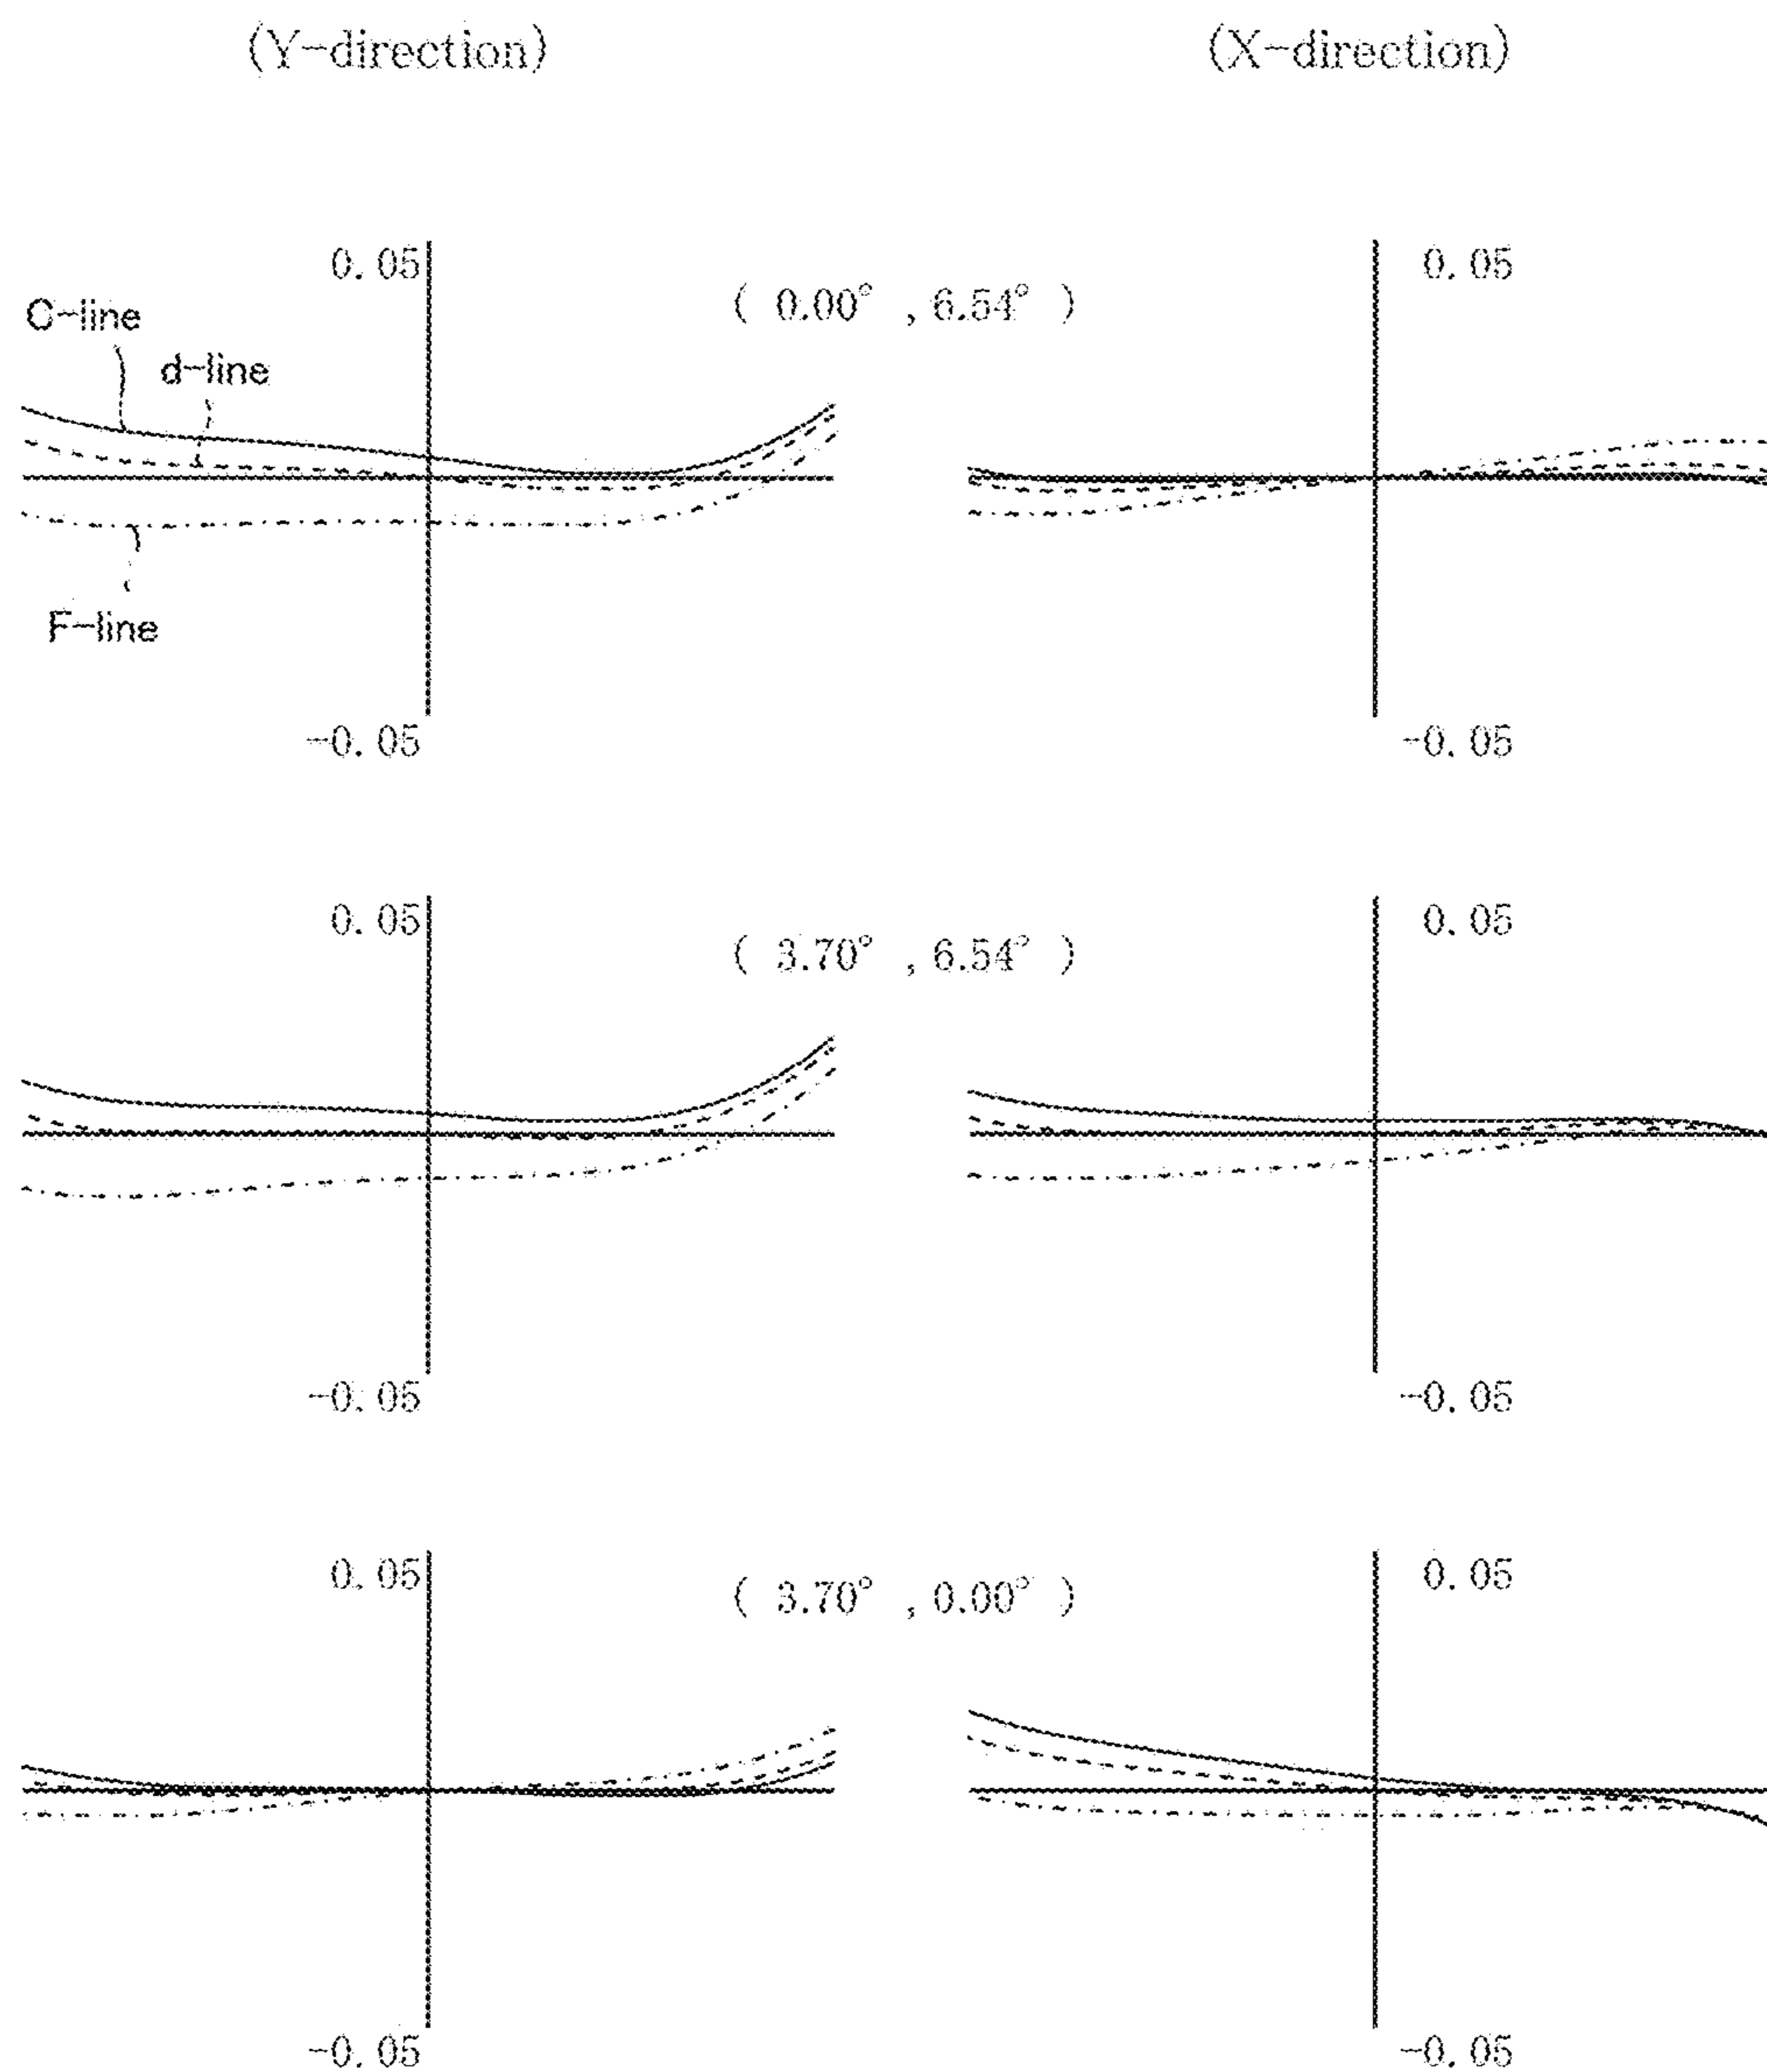 (Y-direction) (X-direction)
0.05 0.05
( 0.00° , 6.54° )
C-line
d-line
F-line
-0.05 -0.05
0.05 0.05
( 3.70° , 6.54° )
-0.05 -0.05
0.05 0.05
( 3.70° , 0.00° )
-0.05 -0.05